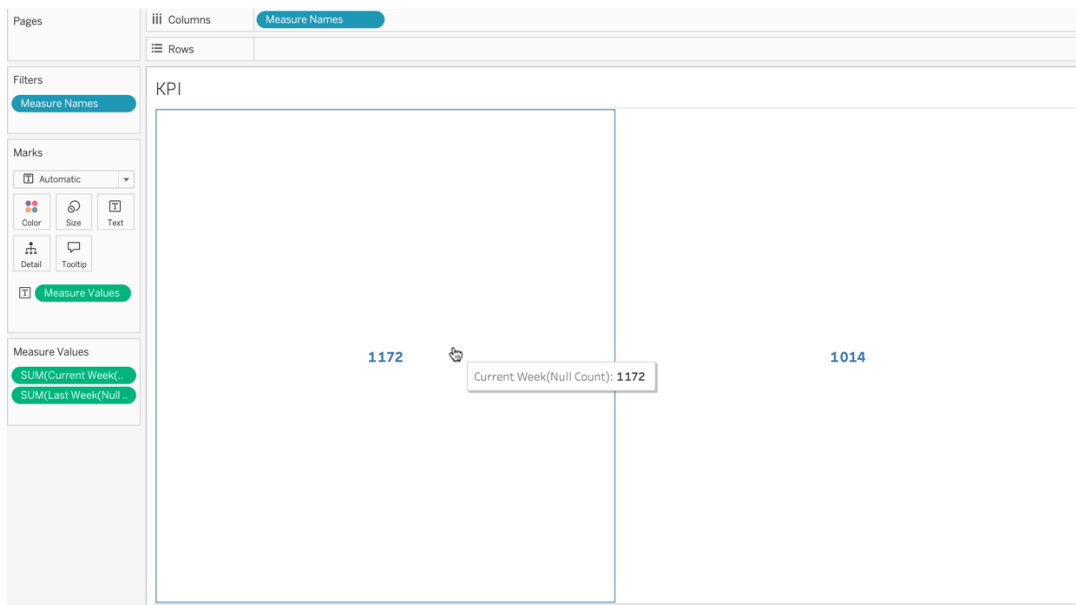 Pages
Columns
Measure Names
Rows
Filters
Measure Names
KPI
Marks
Automatic
Color
Size
Text
Detail
Tooltip
Measure Values
Measure Values
SUM(Current Week(..
SUM(Last Week(Null ..
1172
Current Week(Null Count): 1172
1014